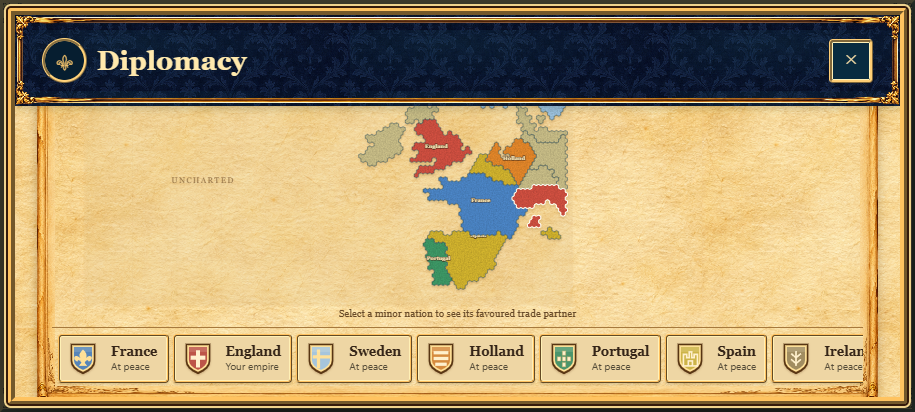 Diplomacy
England
Holland
UNCHARTED
France
Portugal
Select a minor nation to see its favoured trade partner
France
At peace
England
Your empire
Sweden
At peace
Holland
At peace
Portugal
At peace
Spain
At peace
Irelan
At peace